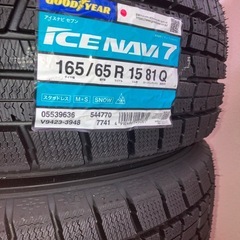 GOODYEAR
アイスナビ セブン
ICE NAVI 7
165/65 R 15 81 Q
スタッドレス M+S SNOW
05539636 544770
V9423-3948 7741